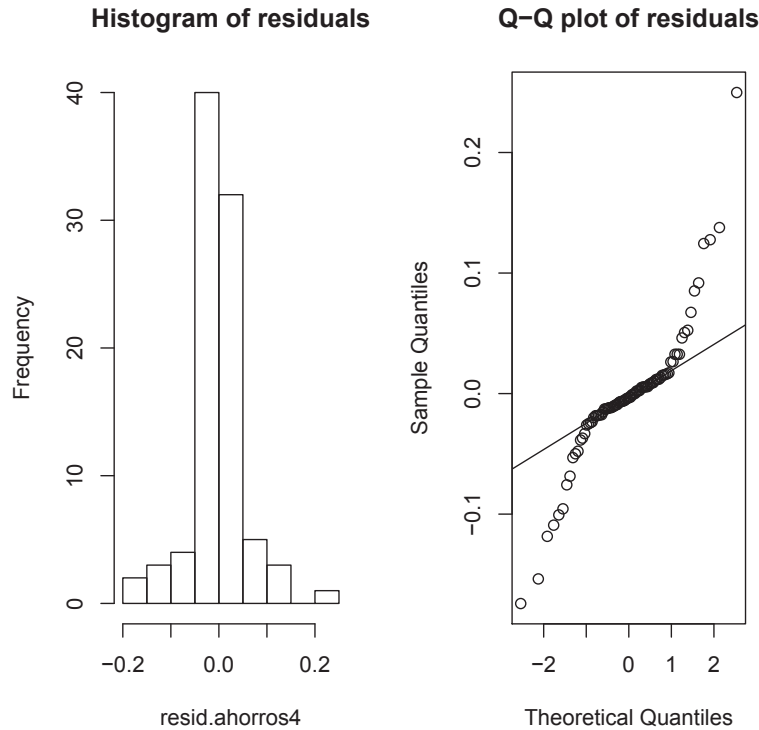 Histogram of residuals
Frequency
0
10
20
30
40
−0.2
0.0
0.2
resid.ahorros4
Q−Q plot of residuals
Sample Quantiles
−0.1
0.0
0.1
0.2
−2
0
1
2
Theoretical Quantiles